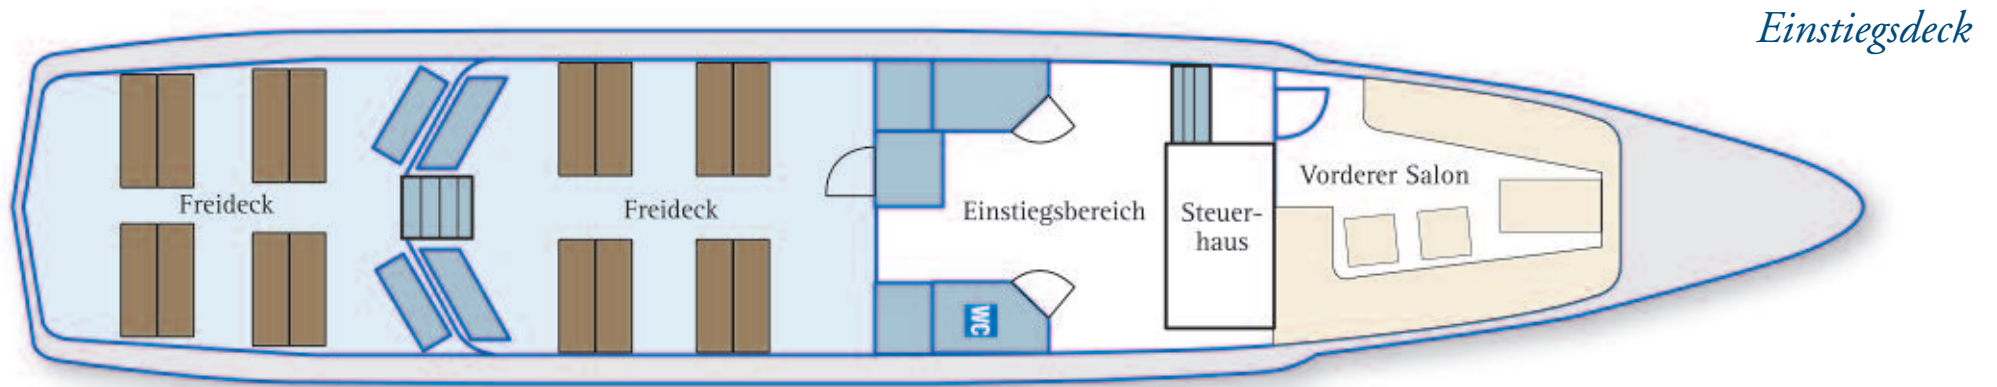 Einstiegsdeck
Freideck
Freideck
Einstiegsbereich
Steuer-
haus
Vorderer Salon
WC